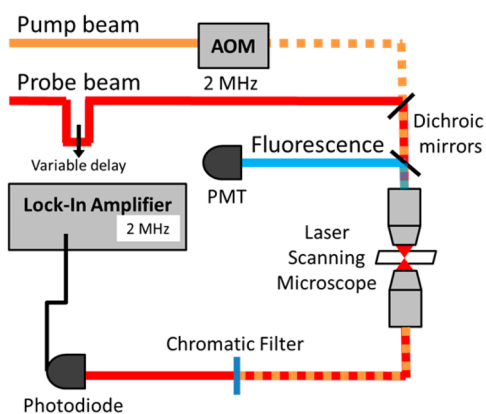 Pump beam
AOM
2 MHz
Probe beam
Dichroic
mirrors
Variable delay
Fluorescence
PMT
Lock-In Amplifier
2 MHz
Laser
Scanning
Microscope
Chromatic Filter
Photodiode